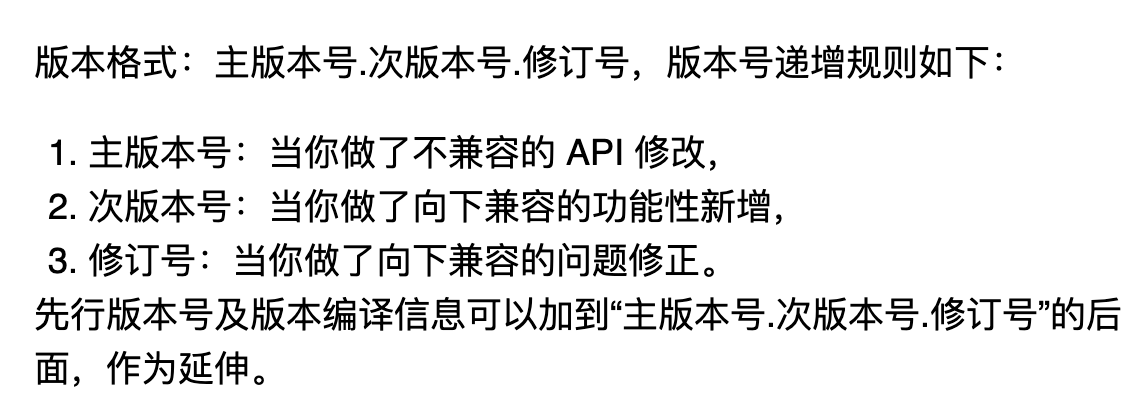 版本格式：主版本号.次版本号.修订号，版本号递增规则如下：
1. 主版本号：当你做了不兼容的 API 修改，
2. 次版本号：当你做了向下兼容的功能性新增，
3. 修订号：当你做了向下兼容的问题修正。
先行版本号及版本编译信息可以加到“主版本号.次版本号.修订号”的后
面，作为延伸。